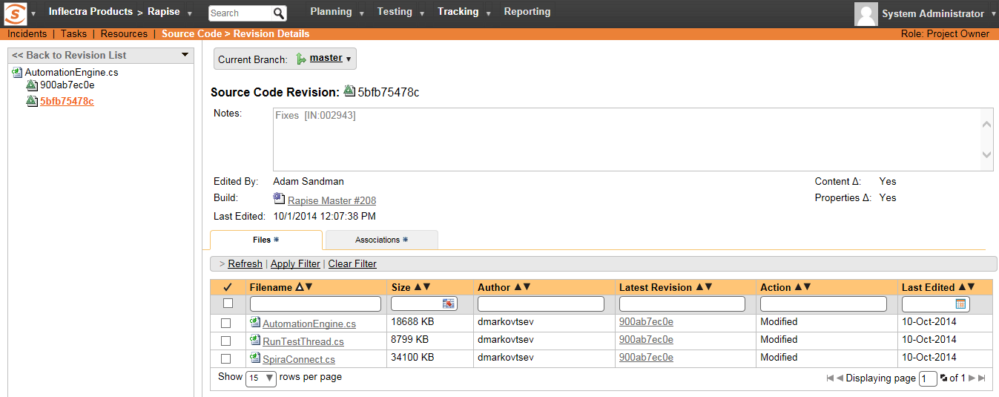 Inflectra Products > Rapise Search Planning Testing Tracking Reporting System Administrator
Incidents | Tasks | Resources | Source Code > Revision Details Role: Project Owner
<< Back to Revision List
AutomationEngine.cs
900ab7ec0e
5bfb75478c
Current Branch: master
Source Code Revision: 5bfb75478c
Notes: Fixes [IN:002943]
Edited By: Adam Sandman Content Δ: Yes
Build: Rapise Master #208 Properties Δ: Yes
Last Edited: 10/1/2014 12:07:38 PM
Files Associations
> Refresh | Apply Filter | Clear Filter
Filename Size Author Latest Revision Action Last Edited
AutomationEngine.cs 18688 KB dmarkovtsev 900ab7ec0e Modified 10-Oct-2014
RunTestThread.cs 8799 KB dmarkovtsev 900ab7ec0e Modified 10-Oct-2014
SpiraConnect.cs 34100 KB dmarkovtsev 900ab7ec0e Modified 10-Oct-2014
Show 15 rows per page Displaying page 1 of 1